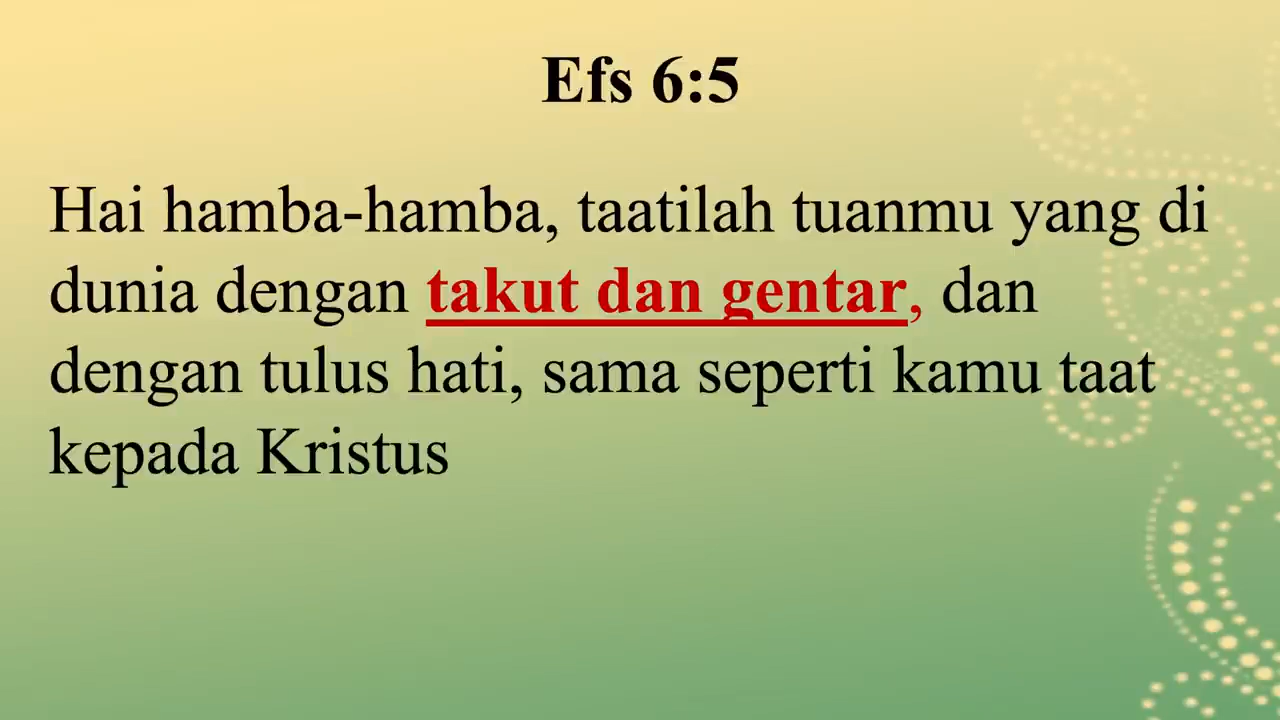 Efs 6:5
Hai hamba-hamba, taatilah tuanmu yang di
dunia dengan takut dan gentar, dan
dengan tulus hati, sama seperti kamu taat
kepada Kristus